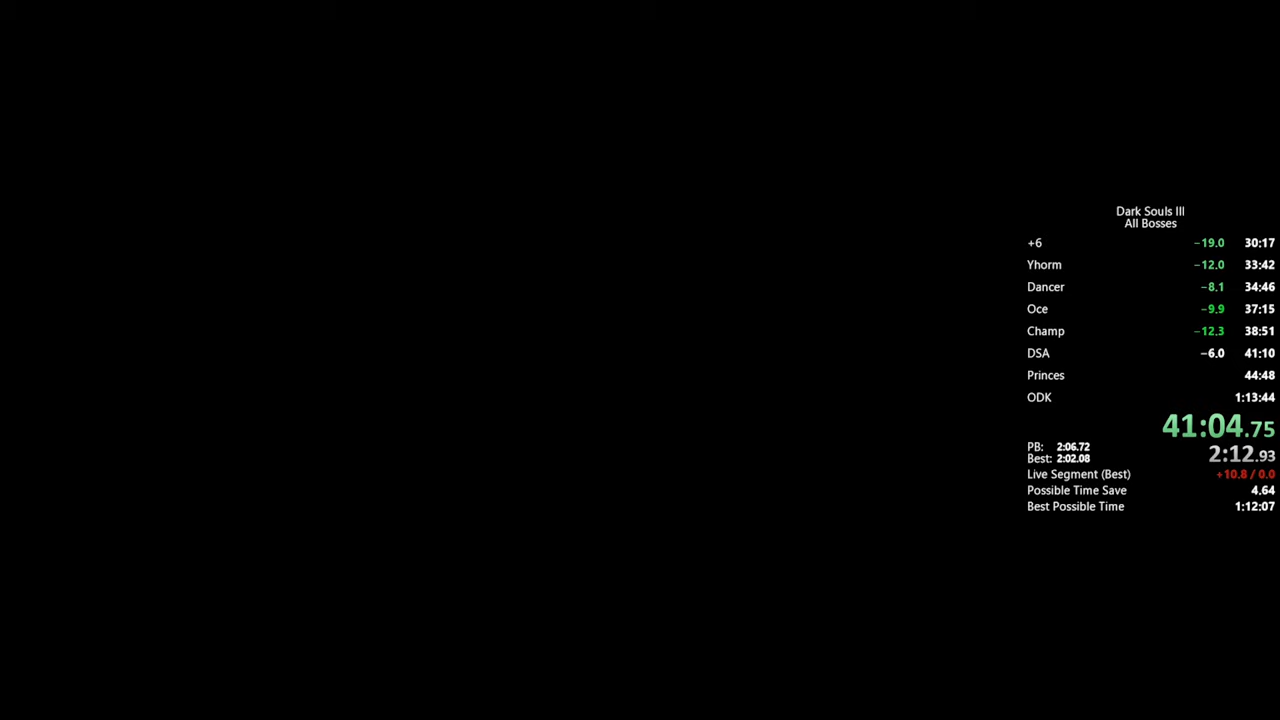 Dark Souls III
All Bosses
+6 −19.0 30:17
Yhorm −12.0 33:42
Dancer −8.1 34:46
Oce −9.9 37:15
Champ −12.3 38:51
DSA −6.0 41:10
Princes 44:48
ODK 1:13:44
41:04.75
PB: 2:06.72
Best: 2:02.08
2:12.93
Live Segment (Best) +10.8 / 0.0
Possible Time Save 4.64
Best Possible Time 1:12:07